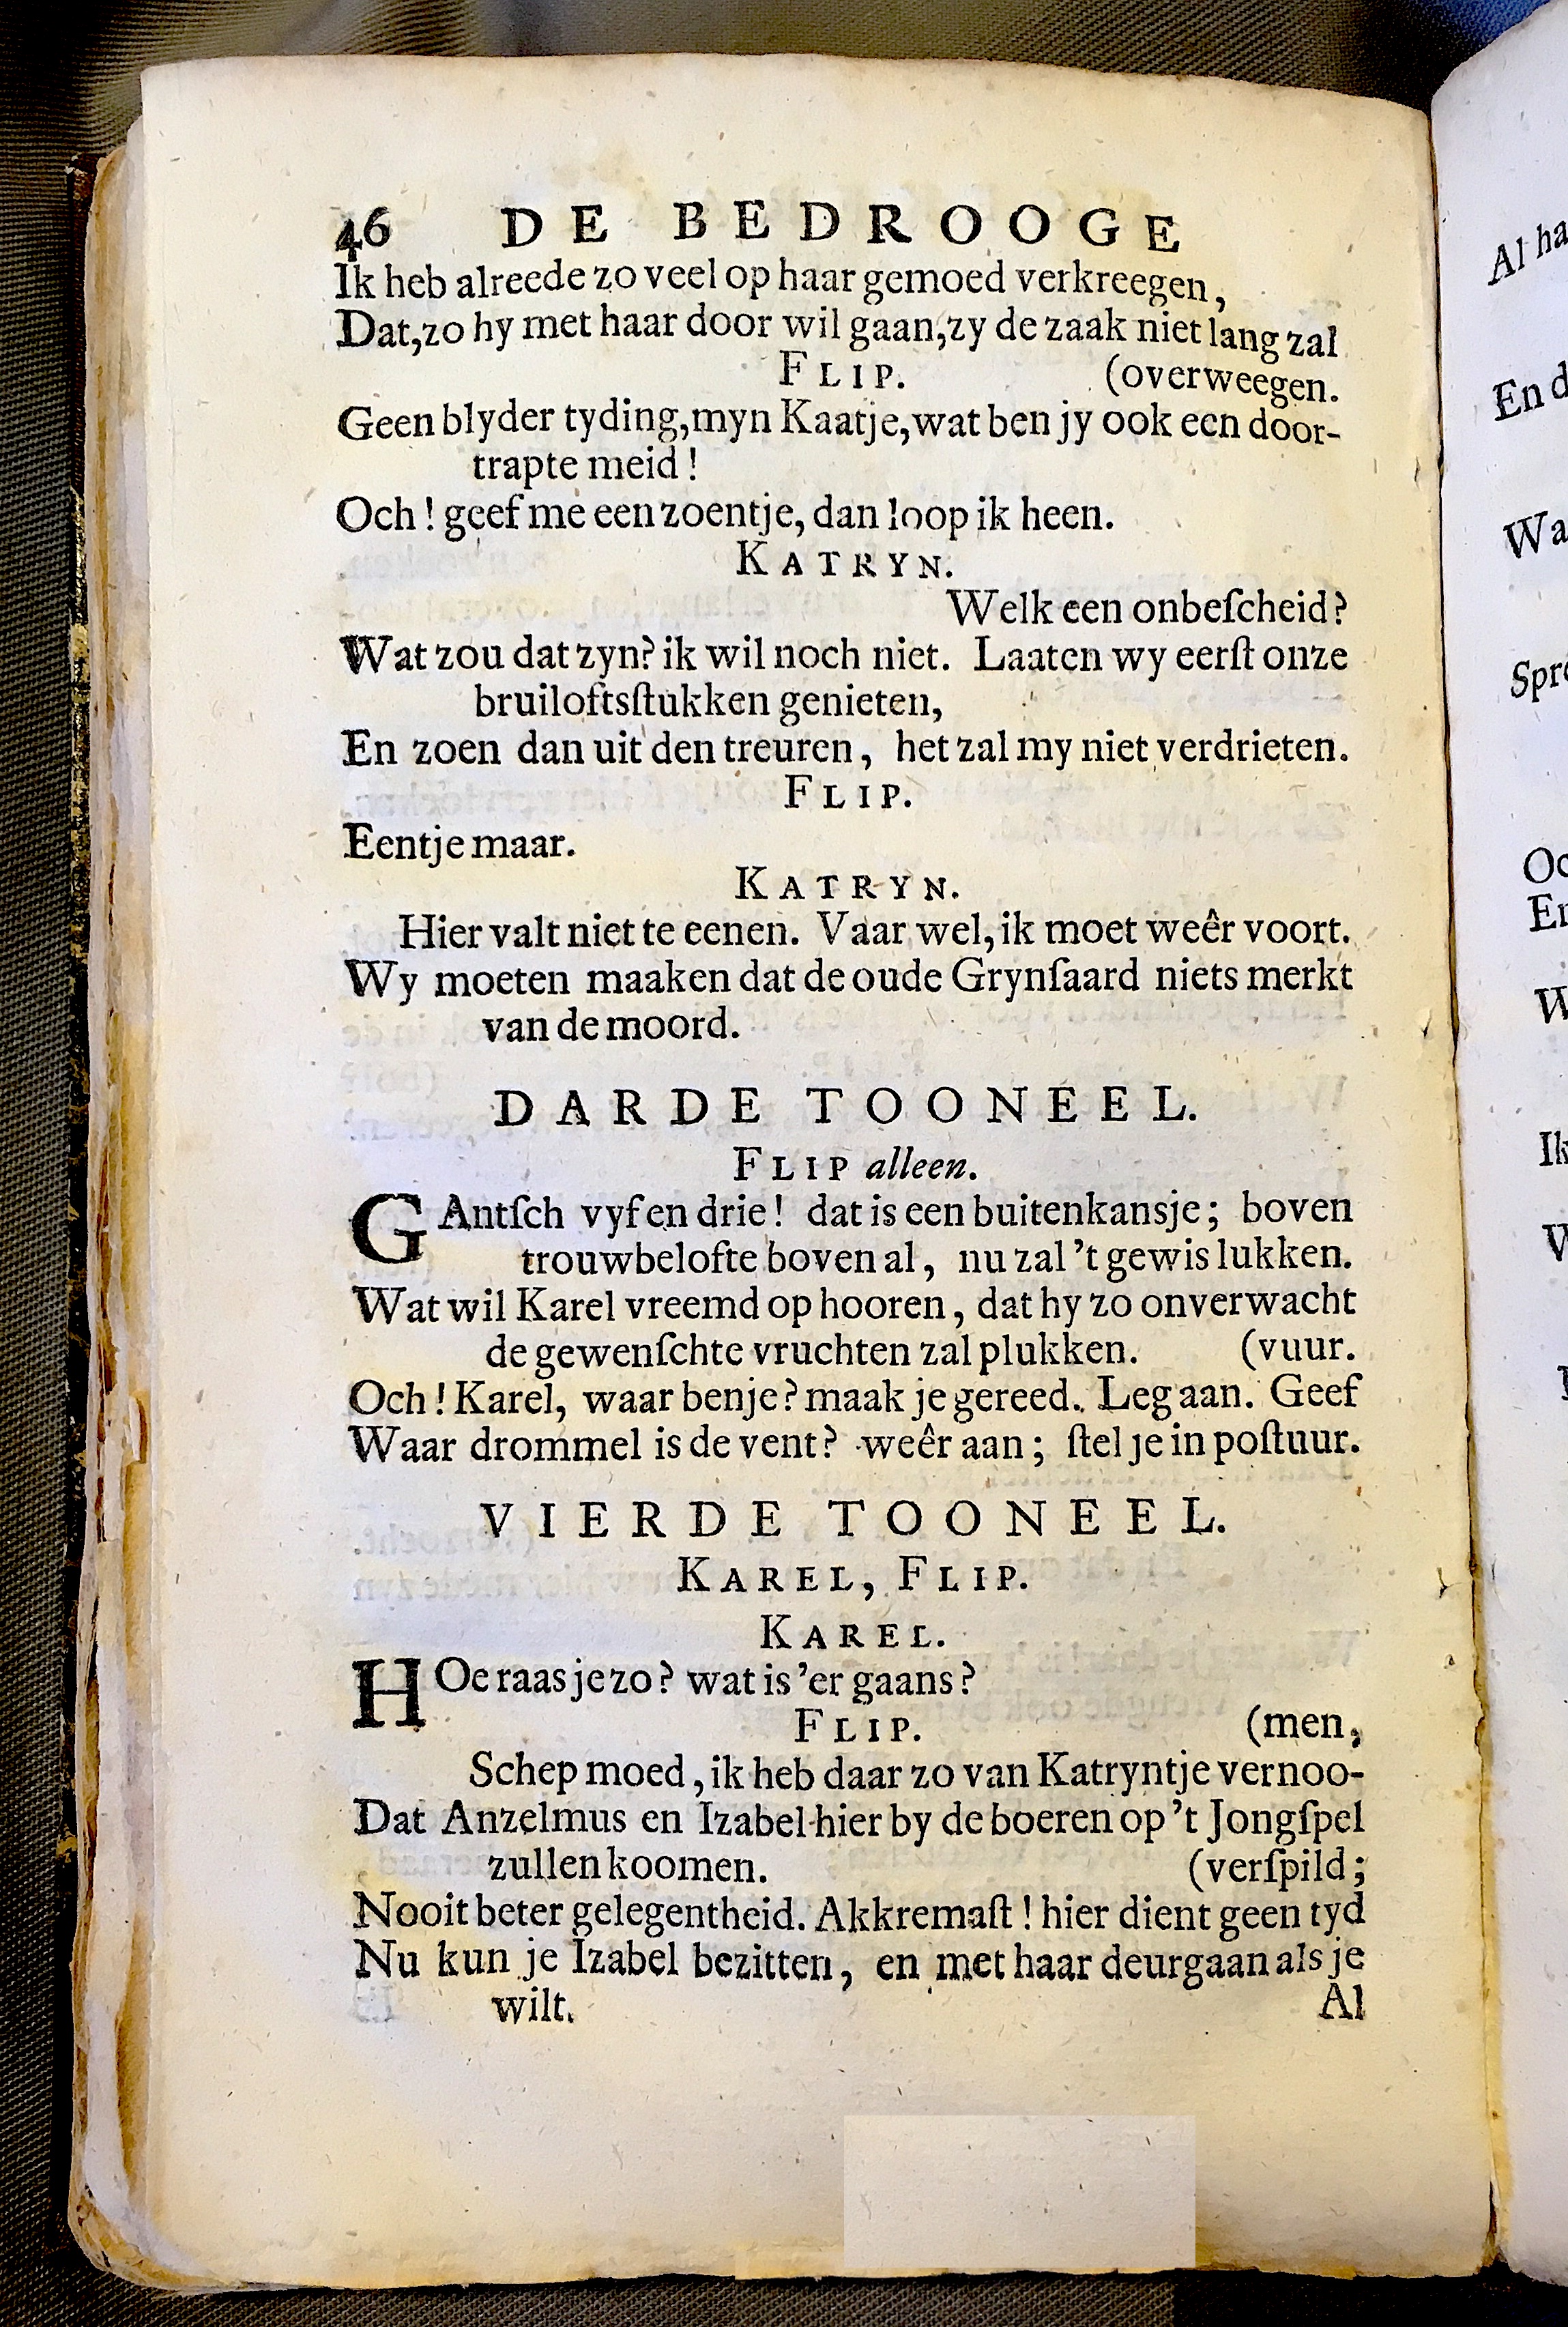 46 DE BEDROOGE
Ik heb alreede zo veel op haar gemoed verkreegen,
Dat, zo hy met haar door wil gaan, zy de zaak niet lang zal
FLIP. (overweegen.
Geen blyder tyding, myn Kaatje, wat ben jy ook een door-
trapte meid!
Och! geef me een zoentje, dan loop ik heen.
KATRYN.
Welk een onbeſcheid?
Wat zou dat zyn? ik wil noch niet. Laaten wy eerſt onze
bruiloftsſtukken genieten,
En zoen dan uit den treuren, het zal my niet verdrieten.
FLIP.
Eentje maar.
KATRYN.
Hier valt niet te eenen. Vaar wel, ik moet weêr voort.
Wy moeten maaken dat de oude Grynſaard niets merkt
van de moord.
DARDE TOONEEL.
FLIP alleen.
GAntſch vyf en drie! dat is een buitenkansje; boven
trouwbelofte boven al, nu zal 't gewis lukken.
Wat wil Karel vreemd op hooren, dat hy zo onverwacht
de gewenſchte vruchten zal plukken. (vuur.
Och! Karel, waar benje? maak je gereed. Leg aan. Geef
Waar drommel is de vent? weêr aan; ſtel je in poſtuur.
VIERDE TOONEEL.
KAREL, FLIP.
KAREL.
HOe raas je zo? wat is 'er gaans?
FLIP. (men,
Schep moed, ik heb daar zo van Katryntje vernoo-
Dat Anzelmus en Izabel hier by de boeren op 't Jongſpel
zullen koomen. (verſpild;
Nooit beter gelegentheid. Akkremaſt! hier dient geen tyd
Nu kun je Izabel bezitten, en met haar deurgaan als je
wilt. Al
Al ha
En d
Wa
Spre
Oc
En
W
Ik